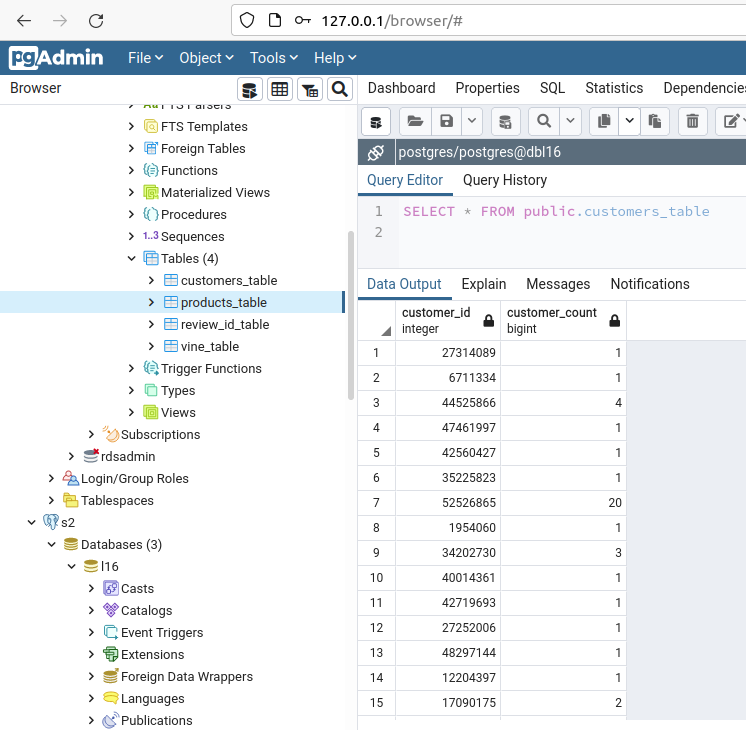 127.0.0.1/browser/#
pgAdmin File Object Tools Help
Browser
Dashboard Properties SQL Statistics Dependencie
FTS Parsers
FTS Templates
Foreign Tables
Functions
Materialized Views
Procedures
1..3 Sequences
Tables (4)
customers_table
products_table
review_id_table
vine_table
Trigger Functions
Types
Views
Subscriptions
rdsadmin
Login/Group Roles
Tablespaces
s2
Databases (3)
l16
Casts
Catalogs
Event Triggers
Extensions
Foreign Data Wrappers
Languages
Publications
postgres/postgres@dbl16
Query Editor Query History
1 SELECT * FROM public.customers_table
2
Data Output Explain Messages Notifications
customer_id customer_count
integer bigint
1 27314089 1
2 6711334 1
3 44525866 4
4 47461997 1
5 42560427 1
6 35225823 1
7 52526865 20
8 1954060 1
9 34202730 3
10 40014361 1
11 42719693 1
12 27252006 1
13 48297144 1
14 12204397 1
15 17090175 2